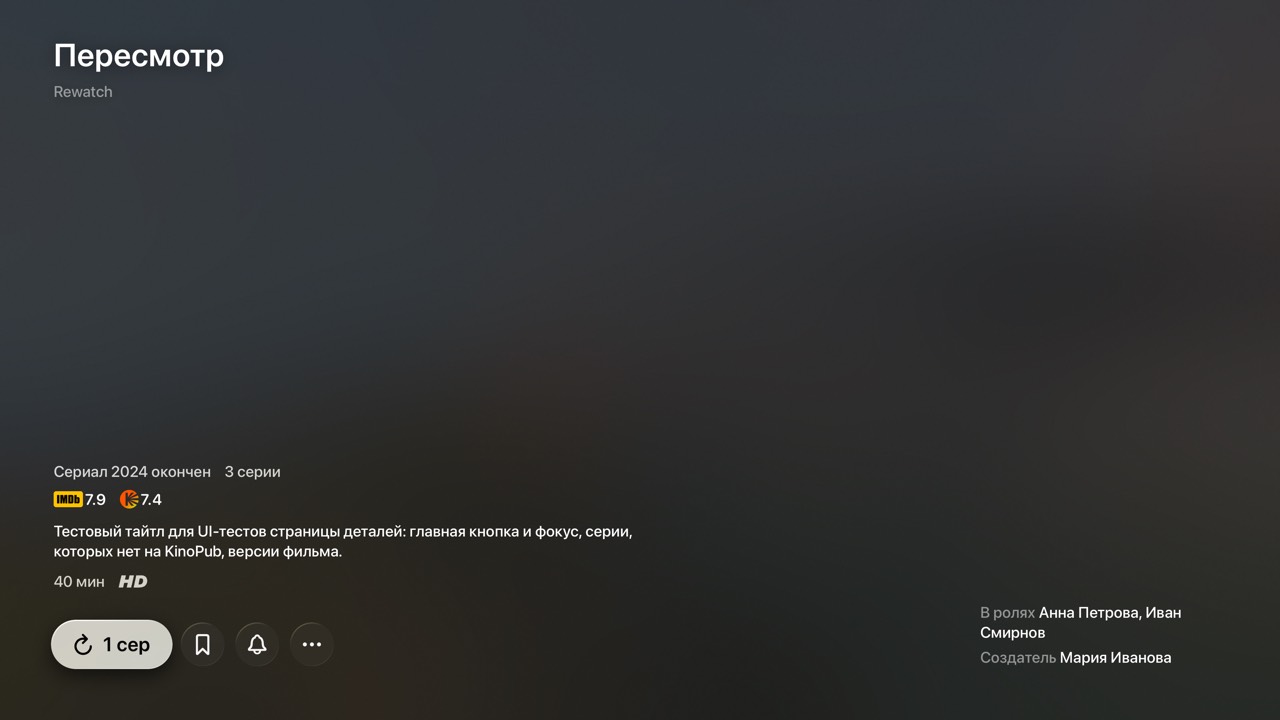 Пересмотр
Rewatch
Сериал 2024 окончен 3 серии
IMDb 7.9 7.4
Тестовый тайтл для UI-тестов страницы деталей: главная кнопка и фокус, серии,
которых нет на KinoPub, версии фильма.
40 мин HD
1 сер
В ролях Анна Петрова, Иван
Смирнов
Создатель Мария Иванова